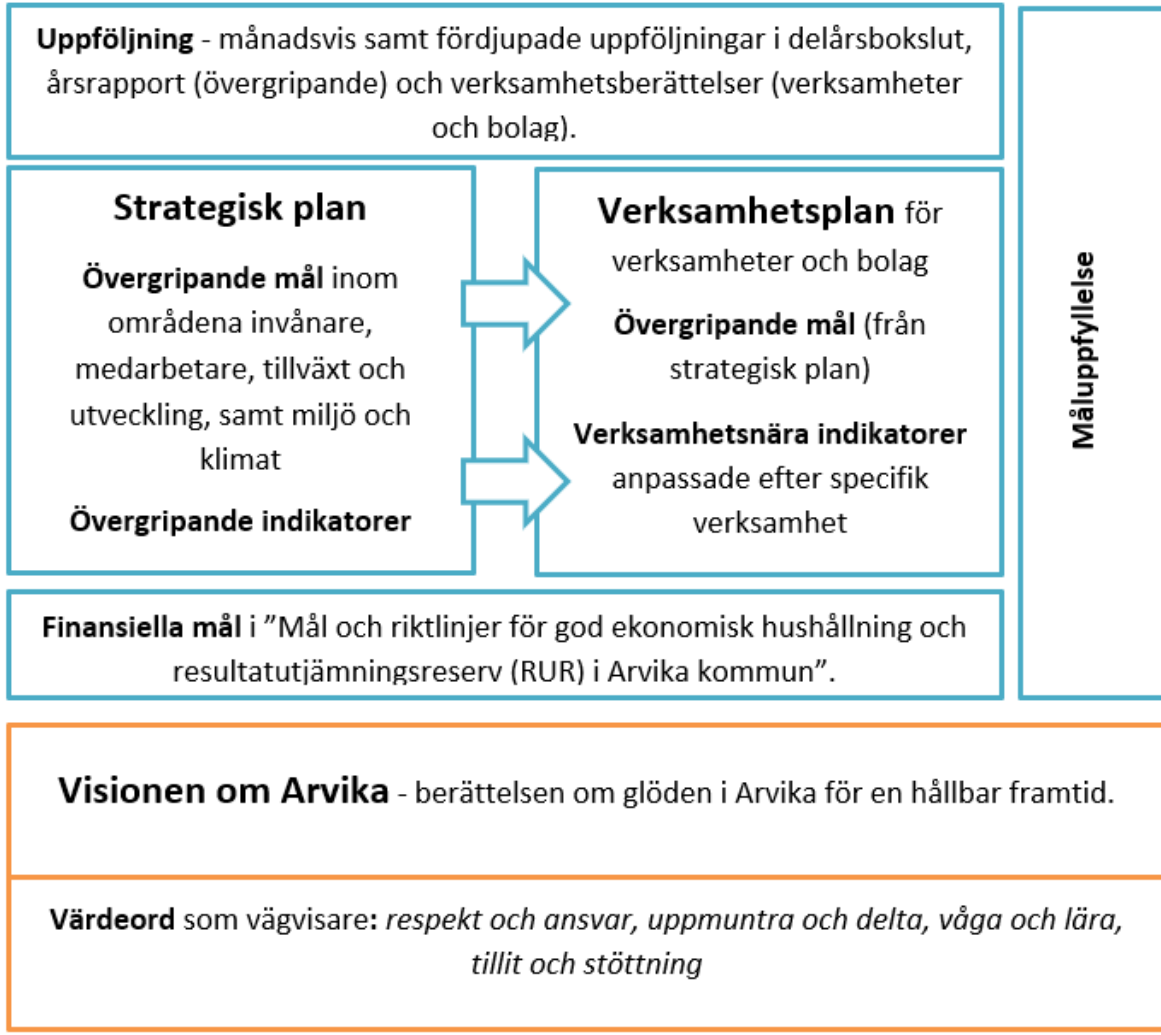 Uppföljning - månadsvis samt fördjupade uppföljningar i delårsbokslut,
årsrapport (övergripande) och verksamhetsberättelser (verksamheter
och bolag).
Strategisk plan
Övergripande mål inom
områdena invånare,
medarbetare, tillväxt och
utveckling, samt miljö och
klimat
Övergripande indikatorer
Verksamhetsplan för
verksamheter och bolag
Övergripande mål (från
strategisk plan)
Verksamhetsnära indikatorer
anpassade efter specifik
verksamhet
Måluppfyllelse
Finansiella mål i ”Mål och riktlinjer för god ekonomisk hushållning och
resultatutjämningsreserv (RUR) i Arvika kommun”.
Visionen om Arvika - berättelsen om glöden i Arvika för en hållbar framtid.
Värdeord som vägvisare: respekt och ansvar, uppmuntra och delta, våga och lära,
tillit och stöttning